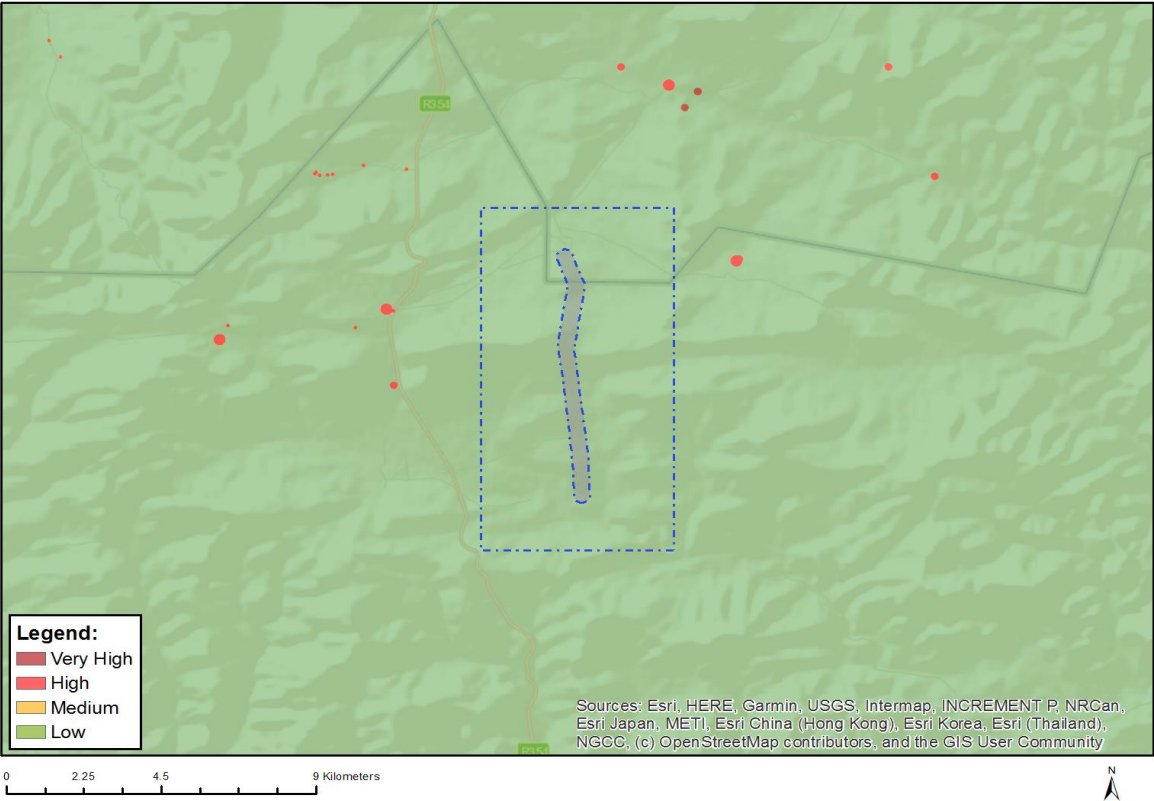 R354
Legend:
Very High
High
Medium
Low
Sources: Esri, HERE, Garmin, USGS, Intermap, INCREMENT P, NRCan,
Esri Japan, METI, Esri China (Hong Kong), Esri Korea, Esri (Thailand),
NGCC, (c) OpenStreetMap contributors, and the GIS User Community
R354
0 2.25 4.5 9 Kilometers
N